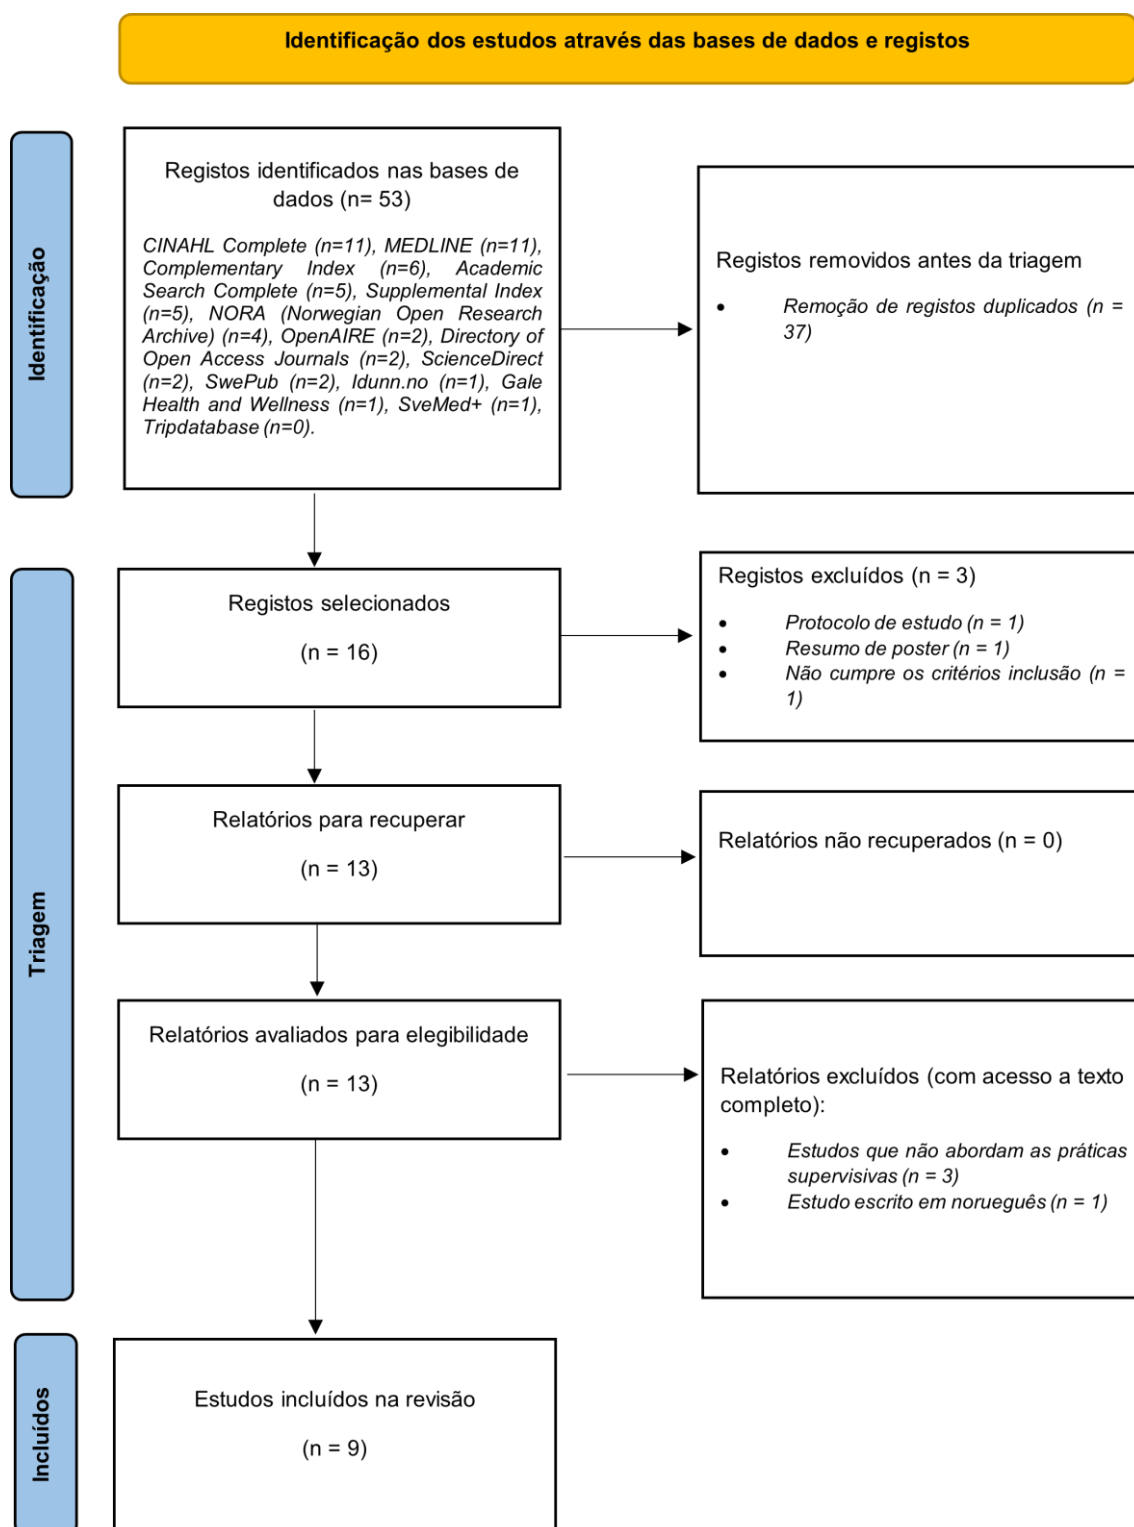 Identificação dos estudos através das bases de dados e registos
Identificação
Registos identificados nas bases de
dados (n= 53)
CINAHL Complete (n=11), MEDLINE (n=11),
Complementary Index (n=6), Academic
Search Complete (n=5), Supplemental Index
(n=5), NORA (Norwegian Open Research
Archive) (n=4), OpenAIRE (n=2), Directory of
Open Access Journals (n=2), ScienceDirect
(n=2), SwePub (n=2), Idunn.no (n=1), Gale
Health and Wellness (n=1), SveMed+ (n=1),
Tripdatabase (n=0).
Registos removidos antes da triagem
• Remoção de registos duplicados (n =
37)
Triagem
Registos selecionados
(n = 16)
Registos excluídos (n = 3)
• Protocolo de estudo (n = 1)
• Resumo de poster (n = 1)
• Não cumpre os critérios inclusão (n =
1)
Relatórios para recuperar
(n = 13)
Relatórios não recuperados (n = 0)
Relatórios avaliados para elegibilidade
(n = 13)
Relatórios excluídos (com acesso a texto
completo):
• Estudos que não abordam as práticas
supervisivas (n = 3)
• Estudo escrito em norueguês (n = 1)
Incluídos
Estudos incluídos na revisão
(n = 9)